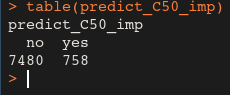 > table(predict_C50_imp)
predict_C50_imp
no yes
7480 758
>